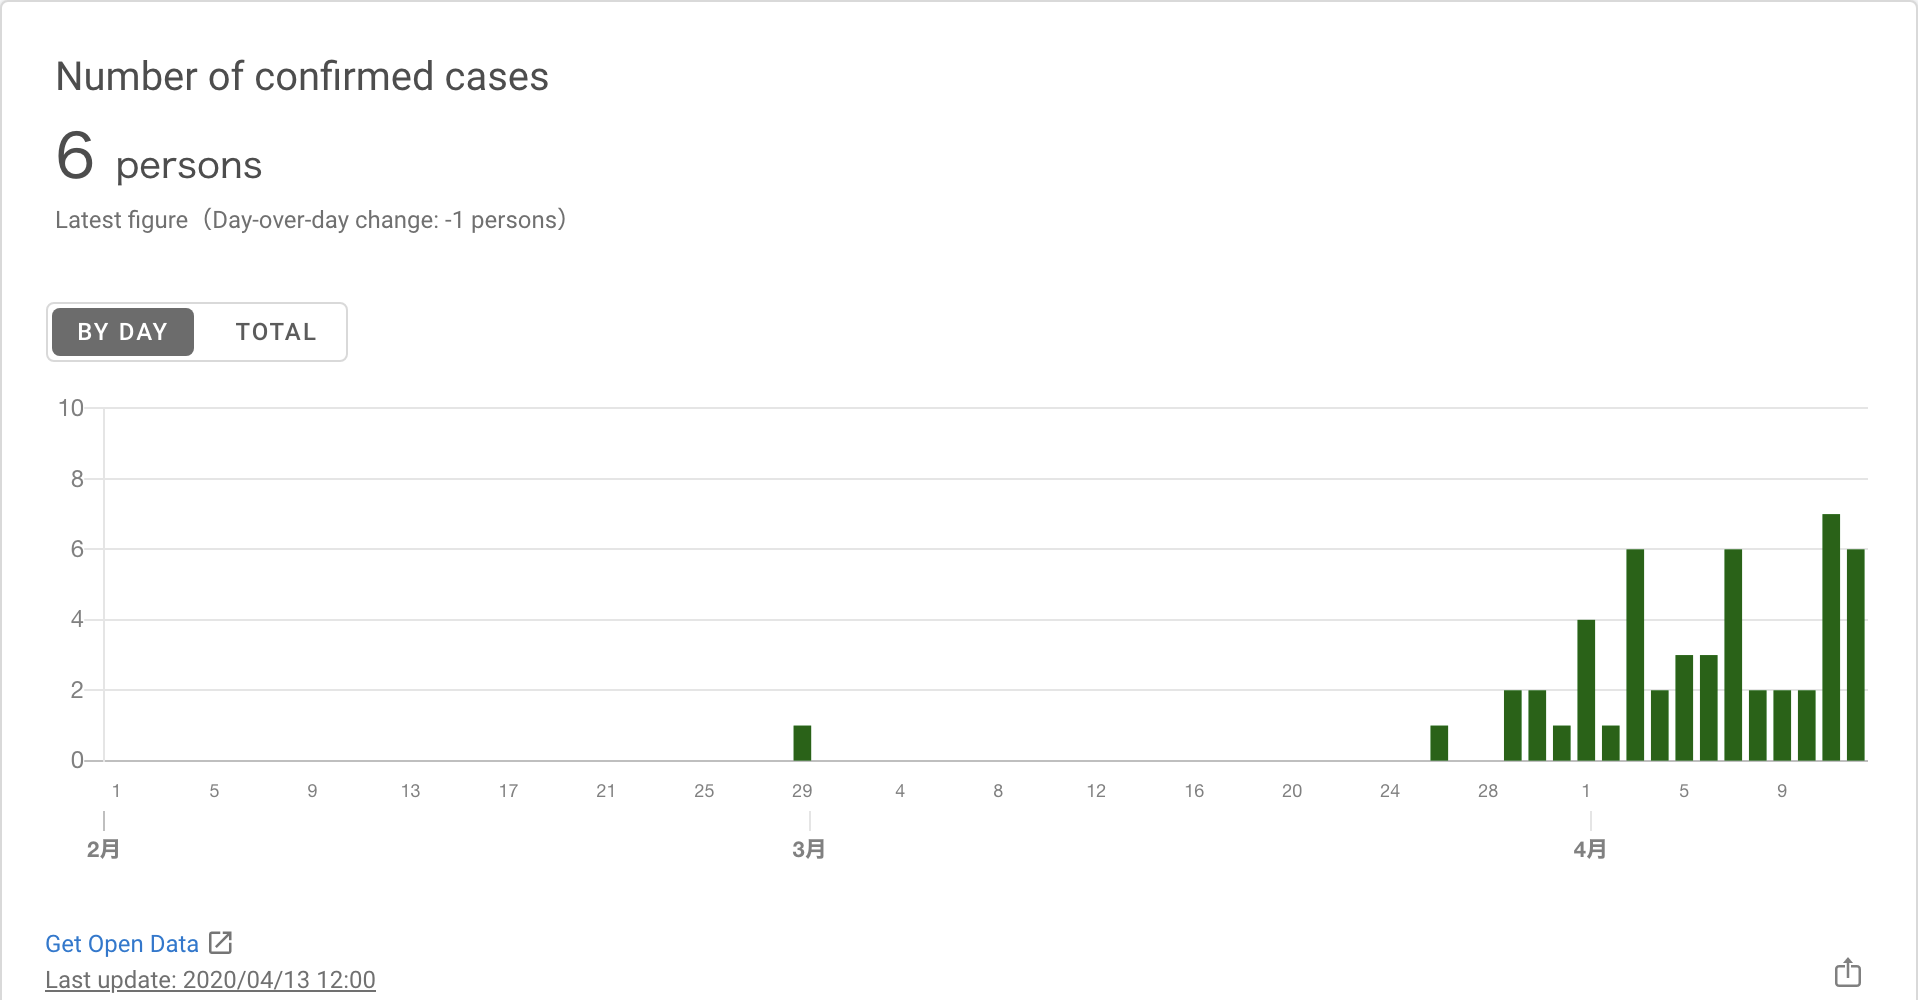 Number of confirmed cases
6 persons
Latest figure（Day-over-day change: -1 persons）
BY DAY TOTAL
10
8
6
4
2
0
1 5 9 13 17 21 25 29 4 8 12 16 20 24 28 1 5 9
2月 3月 4月
Get Open Data
Last update: 2020/04/13 12:00